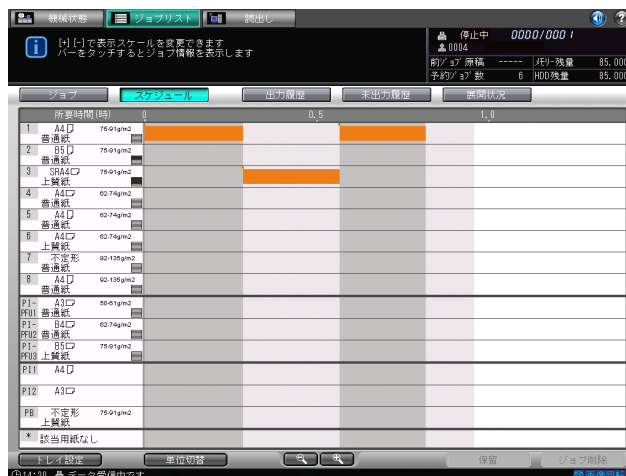 機械状態 ジョブリスト 読出し
[+] [-] で表示スケールを変更できます
バーをタッチするとジョブ情報を表示します
停止中 0000/0001
0004
前ジョブ原稿 ----- メモリ-残量 85.000
予約ジョブ数 6 HDD残量 85.000
ジョブ スケジュール 出力履歴 未出力履歴 展開状況
所要時間(時) 0 0.5 1.0
1 A4 75-91g/m2
普通紙
2 B5 75-91g/m2
普通紙
3 SRA4 75-91g/m2
上質紙
4 A4 62-74g/m2
普通紙
5 A4 62-74g/m2
普通紙
6 A4 62-74g/m2
上質紙
7 不定形 92-135g/m2
普通紙
8 A4 92-135g/m2
普通紙
PI-PFU1 A3 50-61g/m2
普通紙
PI-PFU2 B4 62-74g/m2
普通紙
PI-PFU3 B5 75-91g/m2
上質紙
PI1 A4
PI2 A3
PB 不定形 75-91g/m2
上質紙
* 該当用紙なし
トレイ設定 単位切替 保留 ジョブ削除
14:30 データ受信中です 画像回転